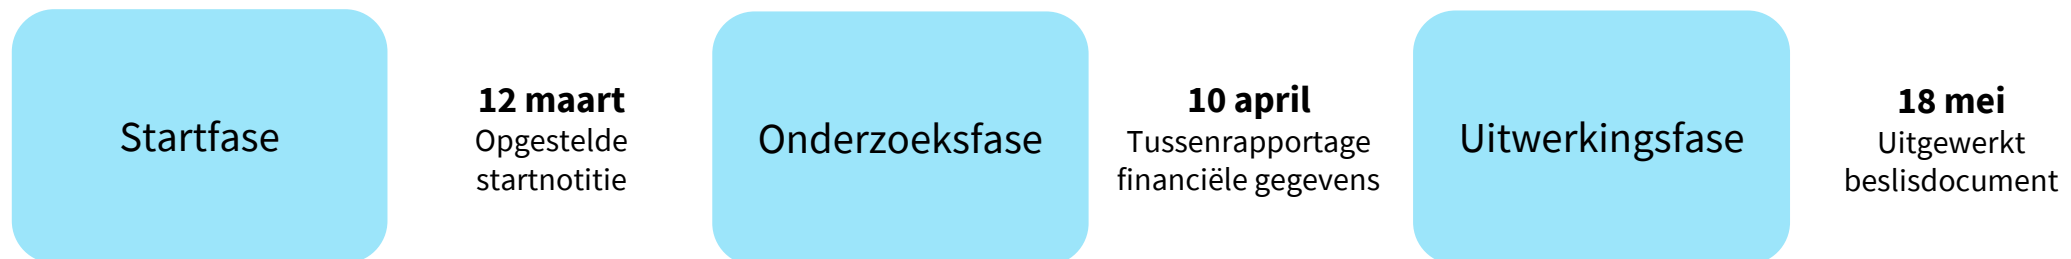 Startfase
12 maart
Opgestelde
startnotitie
Onderzoeksfase
10 april
Tussenrapportage
financiële gegevens
Uitwerkingsfase
18 mei
Uitgewerkt
beslisdocument